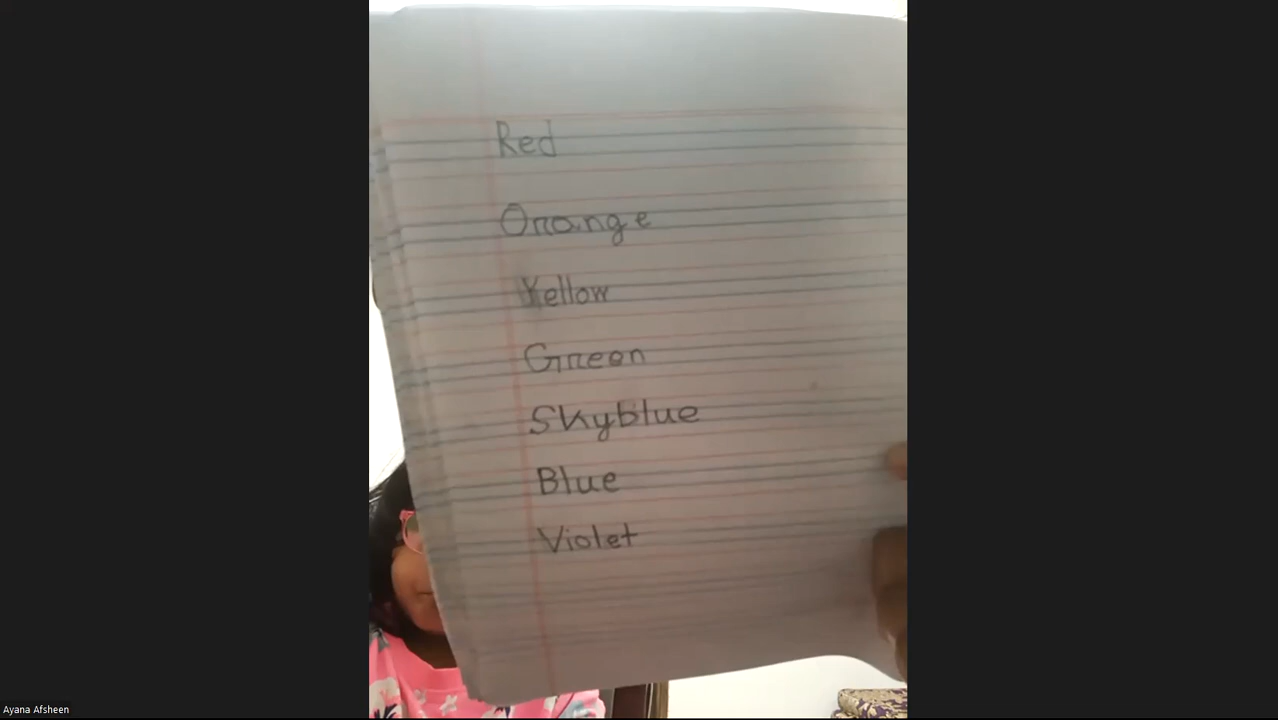 Red
Orange
Yellow
Green
Skyblue
Blue
Violet
Ayana Afsheen